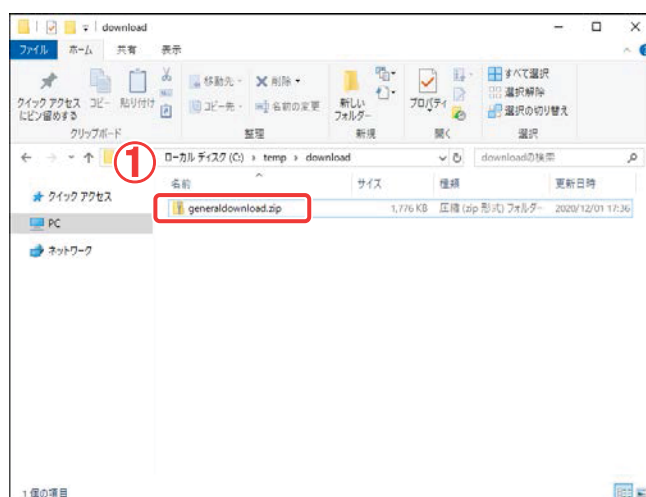 download
ファイル ホーム 共有 表示
クイック アクセス にピン留めする コピー 貼り付け
移動先 削除
コピー先 名前の変更
新しい フォルダー
プロパティ
すべて選択
選択解除
選択の切り替え
クリップボード 整理 新規 開く 選択
① ローカル ディスク (C:) › temp › download downloadの検索
名前 サイズ 種類 更新日時
クイック アクセス
generaldownload.zip 1,776 KB 圧縮 (zip 形式) フォルダー 2020/12/01 17:36
PC
ネットワーク
1 個の項目